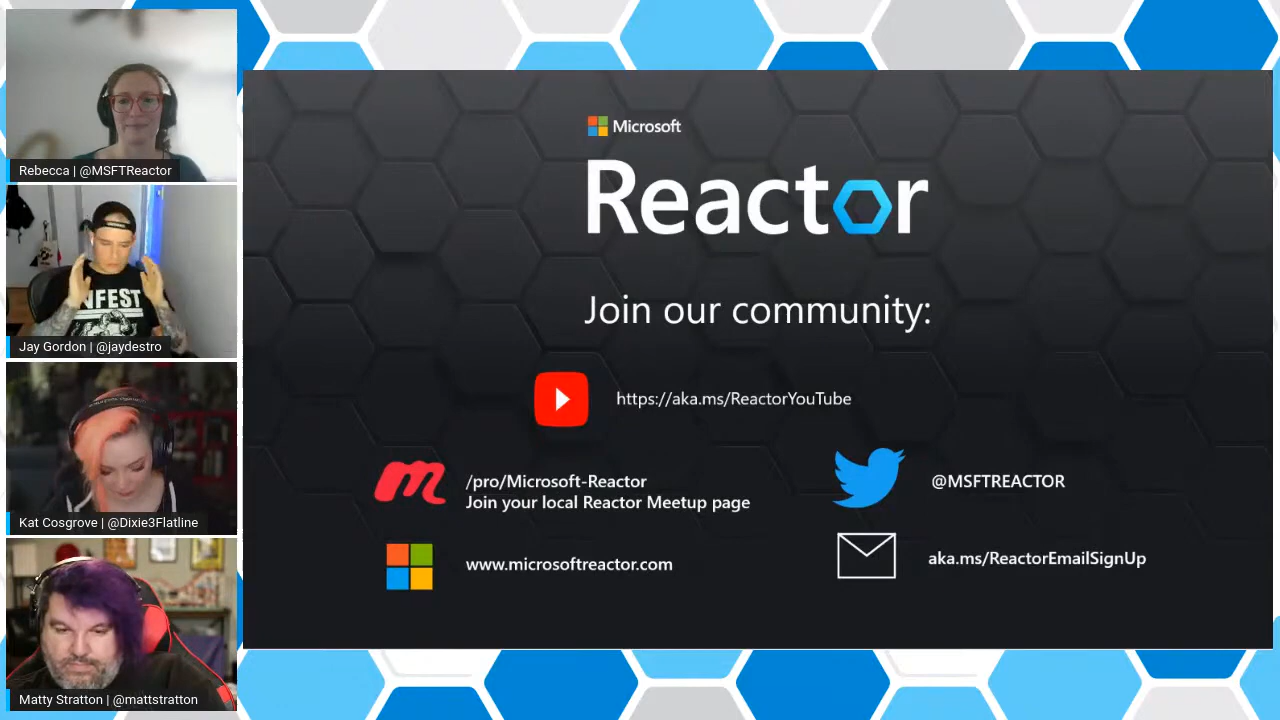 Rebecca | @MSFTReactor
NFEST
Jay Gordon | @jaydestro
Kat Cosgrove | @Dixie3Flatline
Matty Stratton | @mattstratton
Microsoft
Reactor
Join our community:
https://aka.ms/ReactorYouTube
/pro/Microsoft-Reactor
Join your local Reactor Meetup page
@MSFTREACTOR
www.microsoftreactor.com
aka.ms/ReactorEmailSignUp